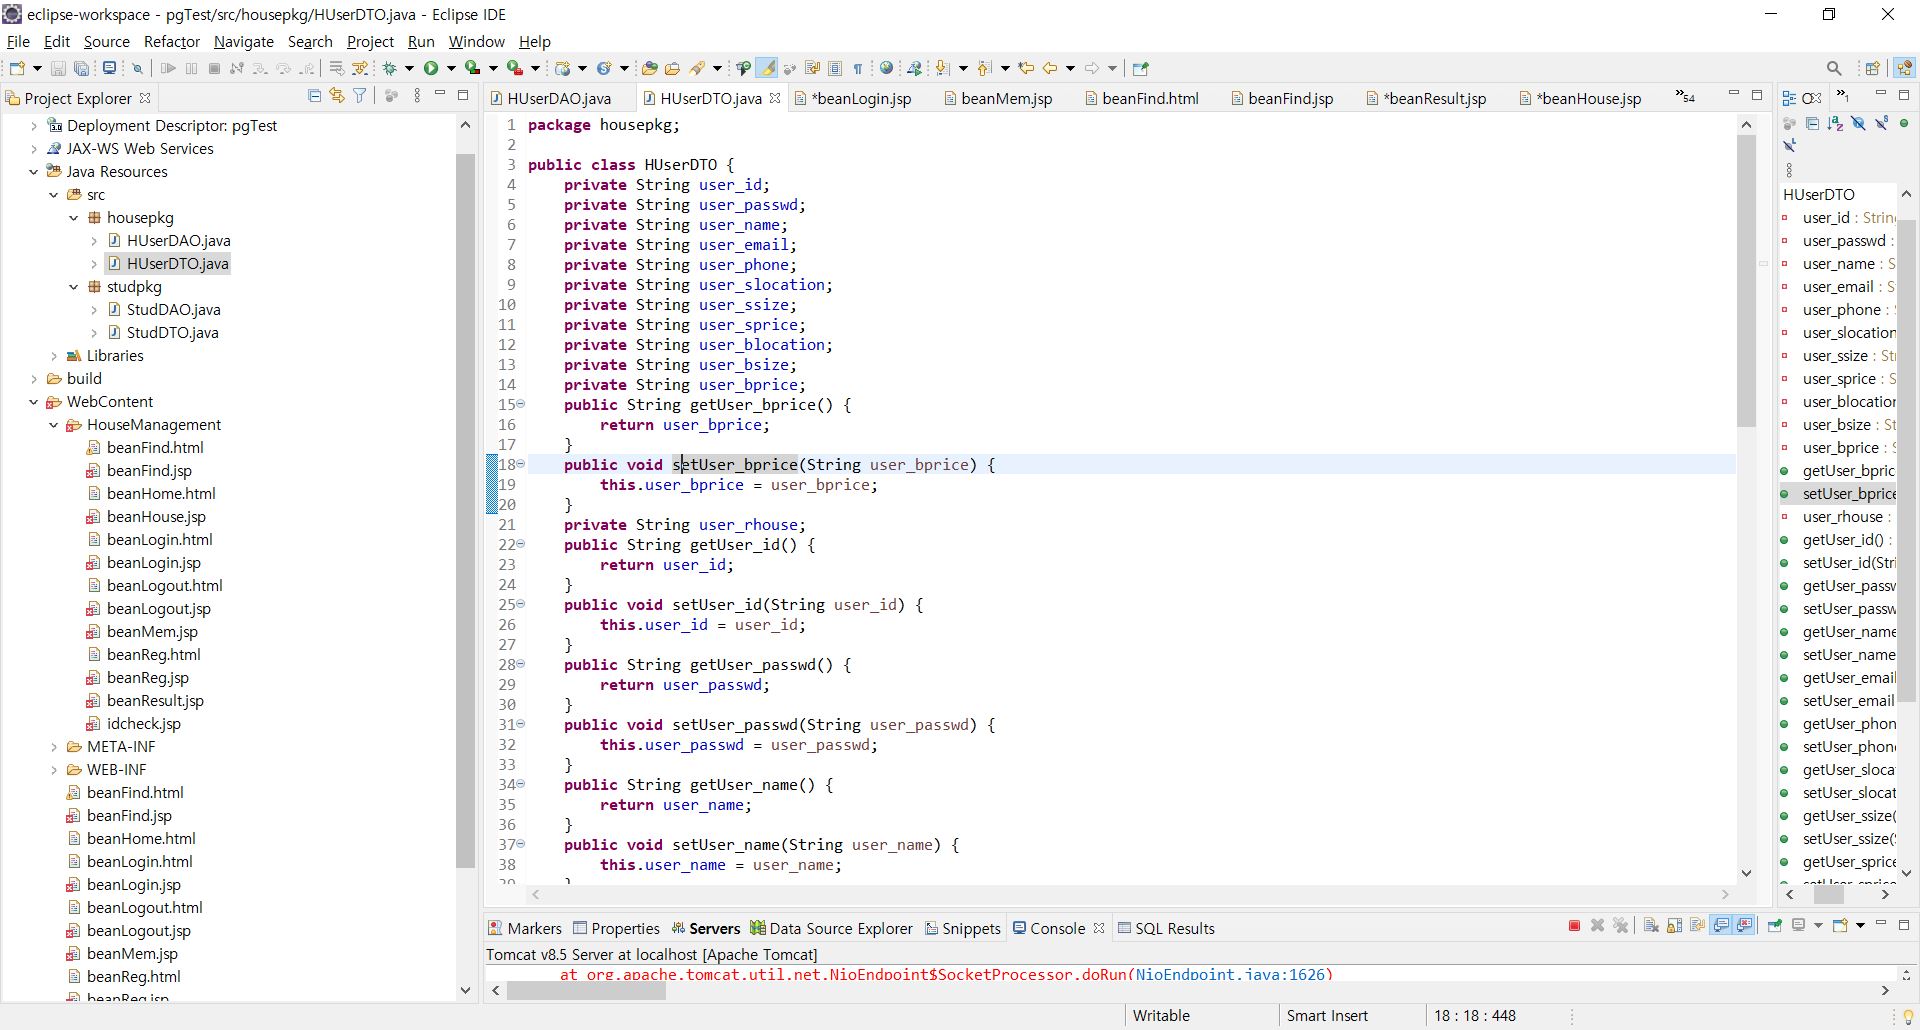 eclipse-workspace - pgTest/src/housepkg/HUserDTO.java - Eclipse IDE
File Edit Source Refactor Navigate Search Project Run Window Help
Project Explorer
Deployment Descriptor: pgTest
JAX-WS Web Services
Java Resources
src
housepkg
HUserDAO.java
HUserDTO.java
studpkg
StudDAO.java
StudDTO.java
Libraries
build
WebContent
HouseManagement
beanFind.html
beanFind.jsp
beanHome.html
beanHouse.jsp
beanLogin.html
beanLogin.jsp
beanLogout.html
beanLogout.jsp
beanMem.jsp
beanReg.html
beanReg.jsp
beanResult.jsp
idcheck.jsp
META-INF
WEB-INF
beanFind.html
beanFind.jsp
beanHome.html
beanLogin.html
beanLogin.jsp
beanLogout.html
beanLogout.jsp
beanMem.jsp
beanReg.html
beanReg.jsp
HUserDAO.java HUserDTO.java *beanLogin.jsp beanMem.jsp beanFind.html beanFind.jsp *beanResult.jsp *beanHouse.jsp »54
1 package housepkg;
2
3 public class HUserDTO {
4 private String user_id;
5 private String user_passwd;
6 private String user_name;
7 private String user_email;
8 private String user_phone;
9 private String user_slocation;
10 private String user_ssize;
11 private String user_sprice;
12 private String user_blocation;
13 private String user_bsize;
14 private String user_bprice;
15 public String getUser_bprice() {
16 return user_bprice;
17 }
18 public void setUser_bprice(String user_bprice) {
19 this.user_bprice = user_bprice;
20 }
21 private String user_rhouse;
22 public String getUser_id() {
23 return user_id;
24 }
25 public void setUser_id(String user_id) {
26 this.user_id = user_id;
27 }
28 public String getUser_passwd() {
29 return user_passwd;
30 }
31 public void setUser_passwd(String user_passwd) {
32 this.user_passwd = user_passwd;
33 }
34 public String getUser_name() {
35 return user_name;
36 }
37 public void setUser_name(String user_name) {
38 this.user_name = user_name;
39 }
»1
HUserDTO
user_id : String
user_passwd :
user_name : S
user_email : S
user_phone :
user_slocation
user_ssize : St
user_sprice : S
user_blocation
user_bsize : St
user_bprice : S
getUser_bpric
setUser_bprice
user_rhouse :
getUser_id() :
setUser_id(Stri
getUser_passw
setUser_passw
getUser_name
setUser_name
getUser_email
setUser_email
getUser_phon
setUser_phon
getUser_sloca
setUser_slocat
getUser_ssize(
setUser_ssize(
getUser_sprice
setUser_sprice
Markers Properties Servers Data Source Explorer Snippets Console SQL Results
Tomcat v8.5 Server at localhost [Apache Tomcat]
at org.apache.tomcat.util.net.NioEndpoint$SocketProcessor.doRun(NioEndpoint.java:1626)
Writable Smart Insert 18 : 18 : 448